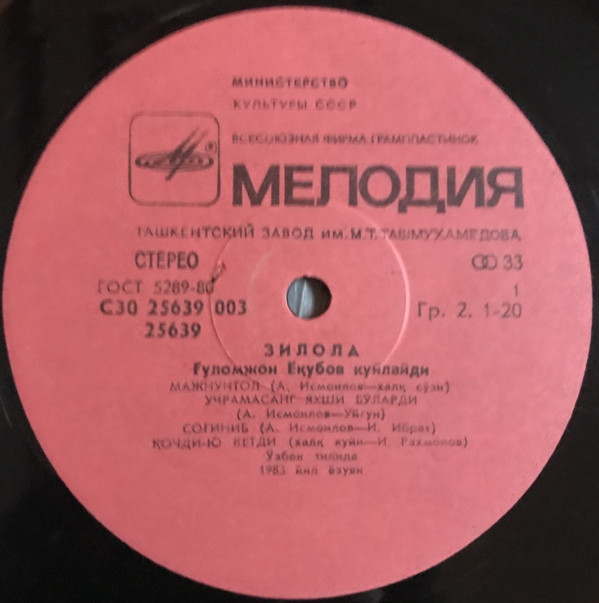 МИНИСТЕРСТВО
КУЛЬТУРЫ СССР
ВСЕСОЮЗНАЯ ФИРМА ГРАМПЛАСТИНОК
МЕЛОДИЯ
ТАШКЕНТСКИЙ ЗАВОД им. М. Т. ТАШМУХАМЕДОВА
СТЕРЕО 33
ГОСТ 5289-80 1
С30 25639 003 Гр. 2. 1-20
25639
ЗИЛОЛА
Ғуломжон Ёқубов куйлайди
МАЖНУНТОЛ (А. Исмоилов—халқ сўзи)
УЧРАМАСАНГ ЯХШИ БЎЛАРДИ
(А. Исмоилов—Уйғун)
СОҒИНИБ (А. Исмоилов—И. Ибрат)
ҚОЧДИ-Ю КЕТДИ (халқ куйи—И. Рахмонов)
Ўзбек тилида
1983 йил ёзуви